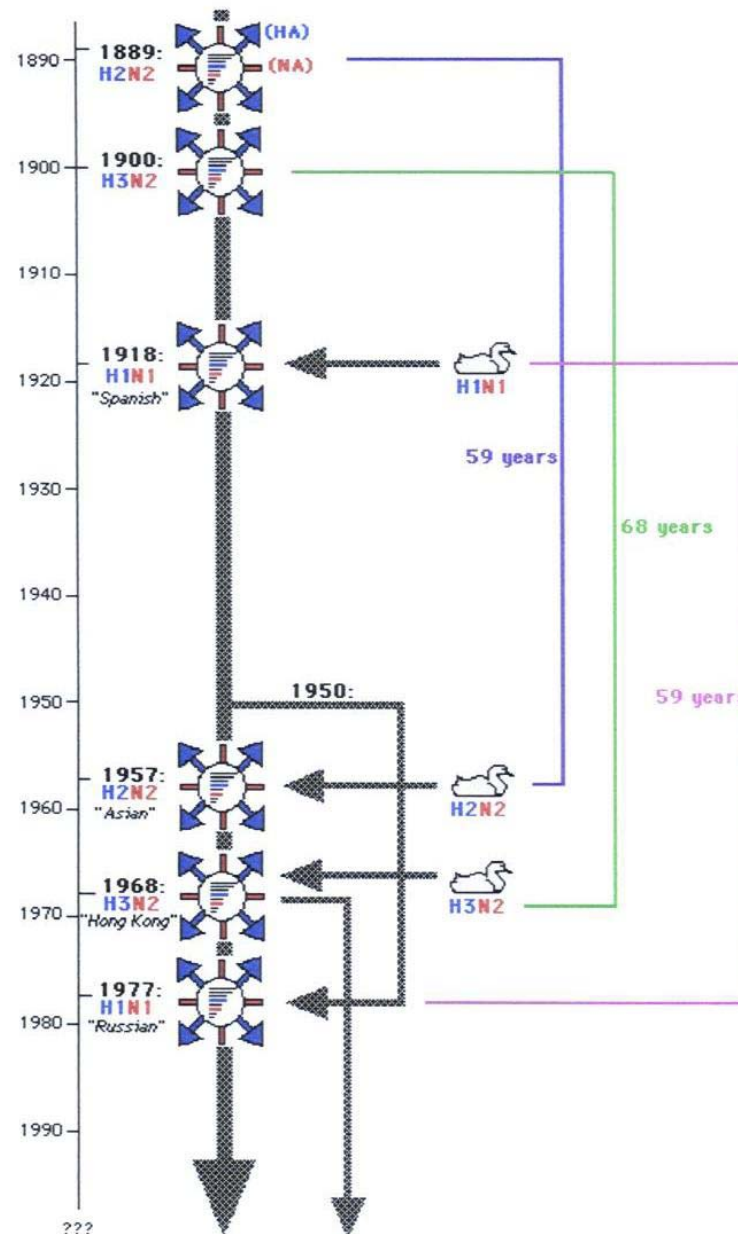 (HA)
1889:
1890
H2N2
(NA)
1900:
1900
H3N2
1910
1918:
H1N1
1920
"Spanish"
H1N1
59 years
1930
68 years
1940
1950:
1950
59 years
1957:
H2N2
1960
"Asian"
H2N2
1968:
H3N2
H3N2
1970
"Hong Kong"
1977:
H1N1
1980
"Russian"
1990
???